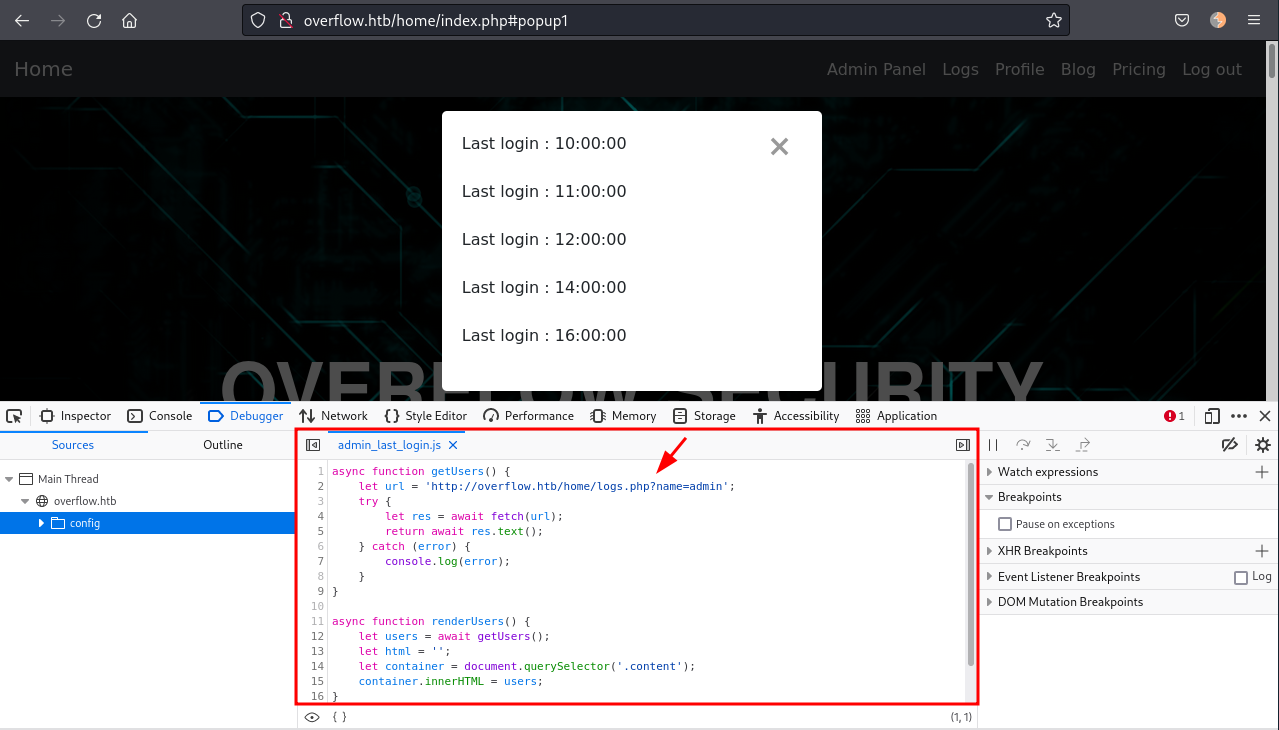 overflow.htb/home/index.php#popup1
Home
Admin Panel Logs Profile Blog Pricing Log out
Last login : 10:00:00
Last login : 11:00:00
Last login : 12:00:00
Last login : 14:00:00
Last login : 16:00:00
OVERFLOW SECURITY
Inspector Console Debugger Network Style Editor Performance Memory Storage Accessibility Application 1
Sources Outline
Main Thread
overflow.htb
config
admin_last_login.js
1 async function getUsers() {
2     let url = 'http://overflow.htb/home/logs.php?name=admin';
3     try {
4         let res = await fetch(url);
5         return await res.text();
6     } catch (error) {
7         console.log(error);
8     }
9 }
10
11 async function renderUsers() {
12     let users = await getUsers();
13     let html = '';
14     let container = document.querySelector('.content');
15     container.innerHTML = users;
16 }
{ } (1, 1)
Watch expressions
Breakpoints
Pause on exceptions
XHR Breakpoints
Event Listener Breakpoints Log
DOM Mutation Breakpoints